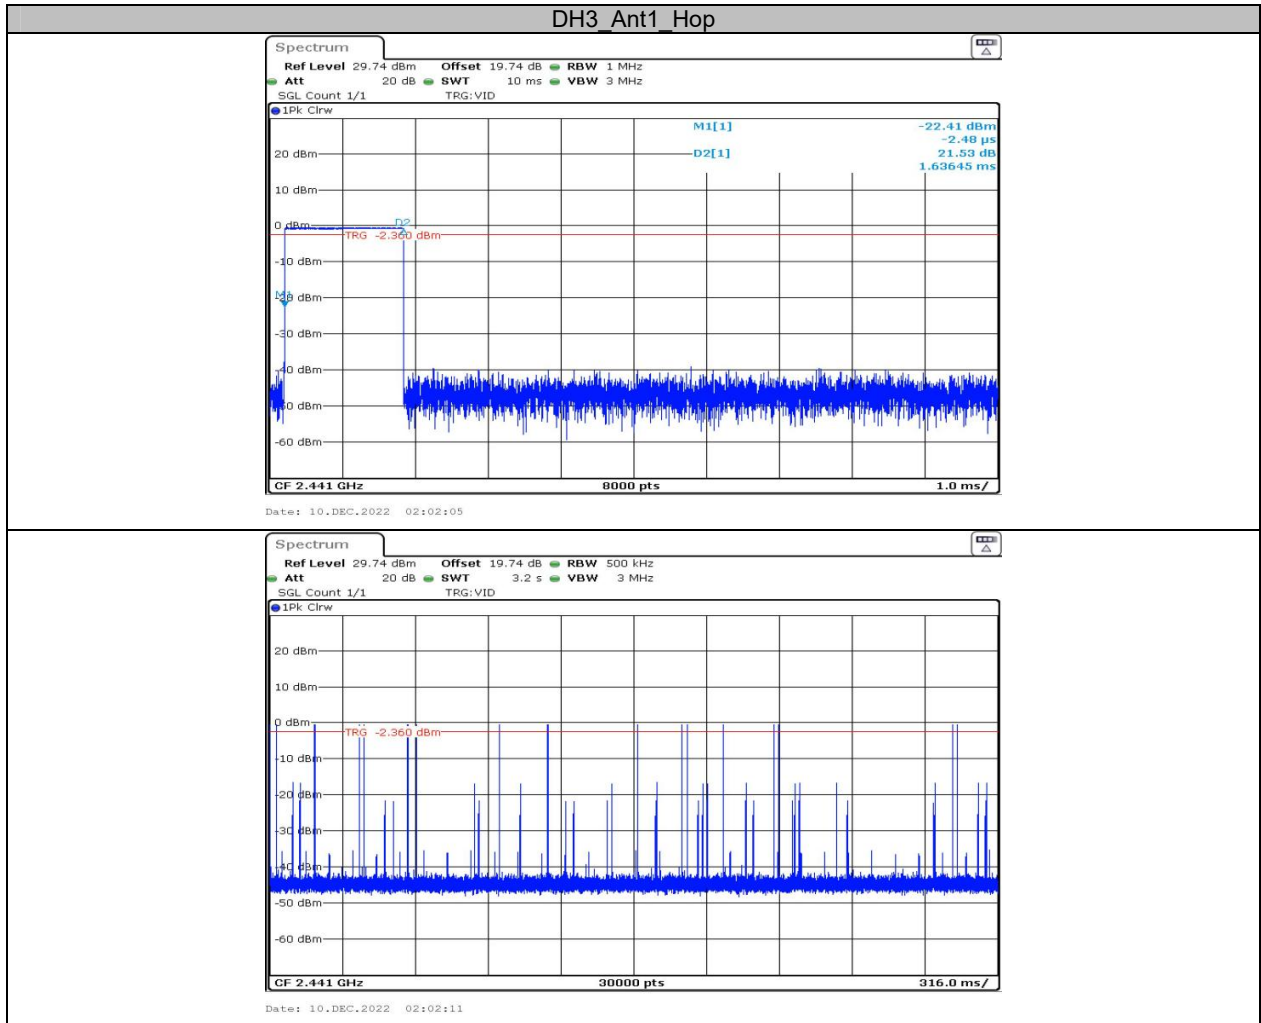 DH3_Ant1_Hop
Spectrum
Ref Level 29.74 dBm Offset 19.74 dB RBW 1 MHz
Att 20 dB SWT 10 ms VBW 3 MHz
SGL Count 1/1 TRG:VID
1Pk Clrw
M1[1] -22.41 dBm
-2.48 µs
D2[1] 21.53 dB
1.63645 ms
20 dBm
10 dBm
0 dBm
D2
TRG -2.360 dBm
-10 dBm
M1
-20 dBm
-30 dBm
-40 dBm
-50 dBm
-60 dBm
CF 2.441 GHz 8000 pts 1.0 ms/
Date: 10.DEC.2022 02:02:05
Spectrum
Ref Level 29.74 dBm Offset 19.74 dB RBW 500 kHz
Att 20 dB SWT 3.2 s VBW 3 MHz
SGL Count 1/1 TRG:VID
1Pk Clrw
20 dBm
10 dBm
0 dBm
TRG -2.360 dBm
-10 dBm
-20 dBm
-30 dBm
-40 dBm
-50 dBm
-60 dBm
CF 2.441 GHz 30000 pts 316.0 ms/
Date: 10.DEC.2022 02:02:11